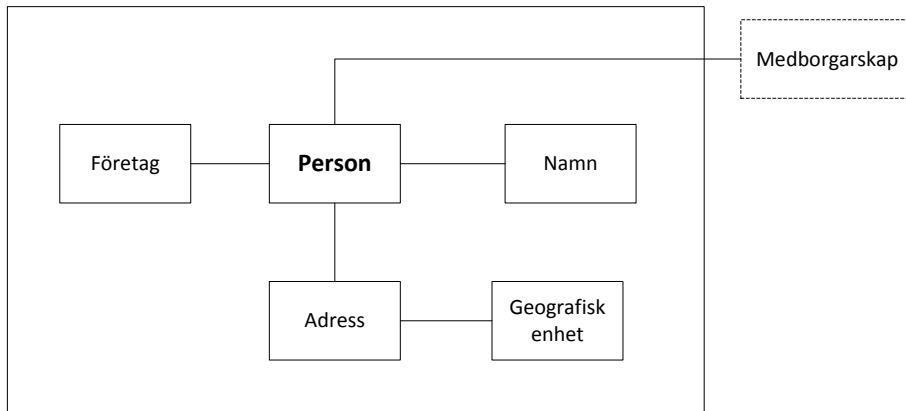 Medborgarskap
Företag
Person
Namn
Adress
Geografisk
enhet